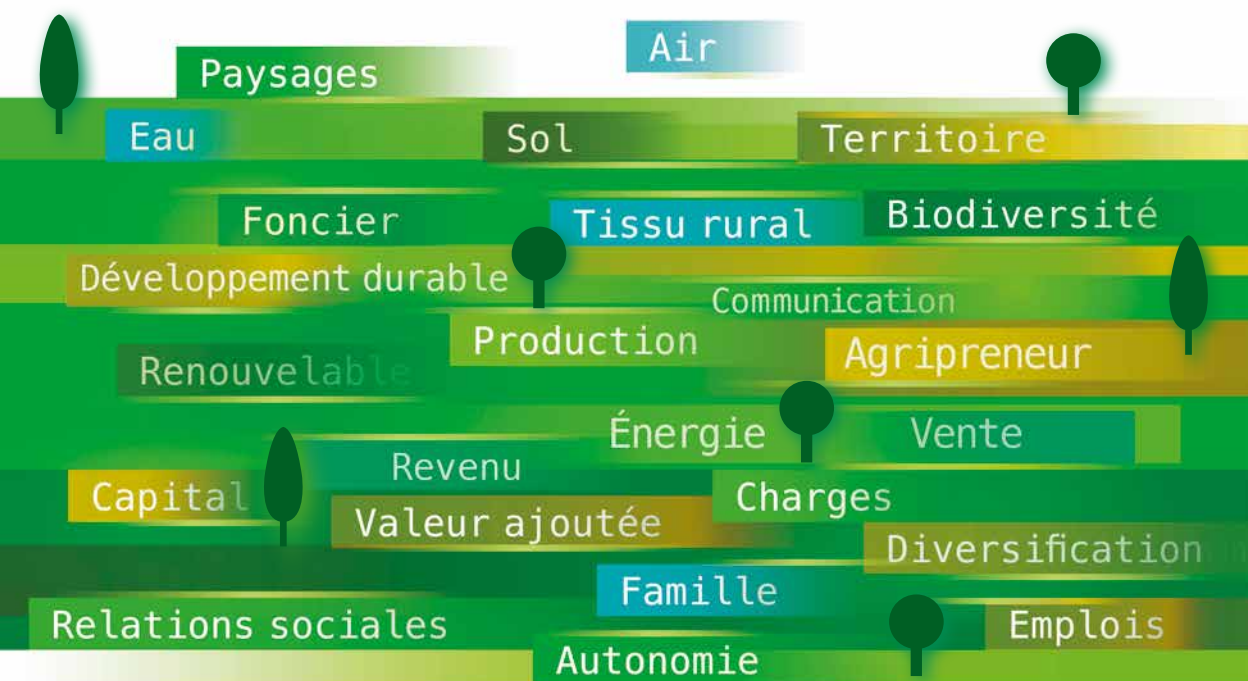 Air
Paysages
Eau
Sol
Territoire
Foncier
Tissu rural
Biodiversité
Développement durable
Communication
Production
Agripreneur
Renouvelable
Énergie
Vente
Revenu
Capital
Charges
Valeur ajoutée
Diversification
Famille
Relations sociales
Emplois
Autonomie